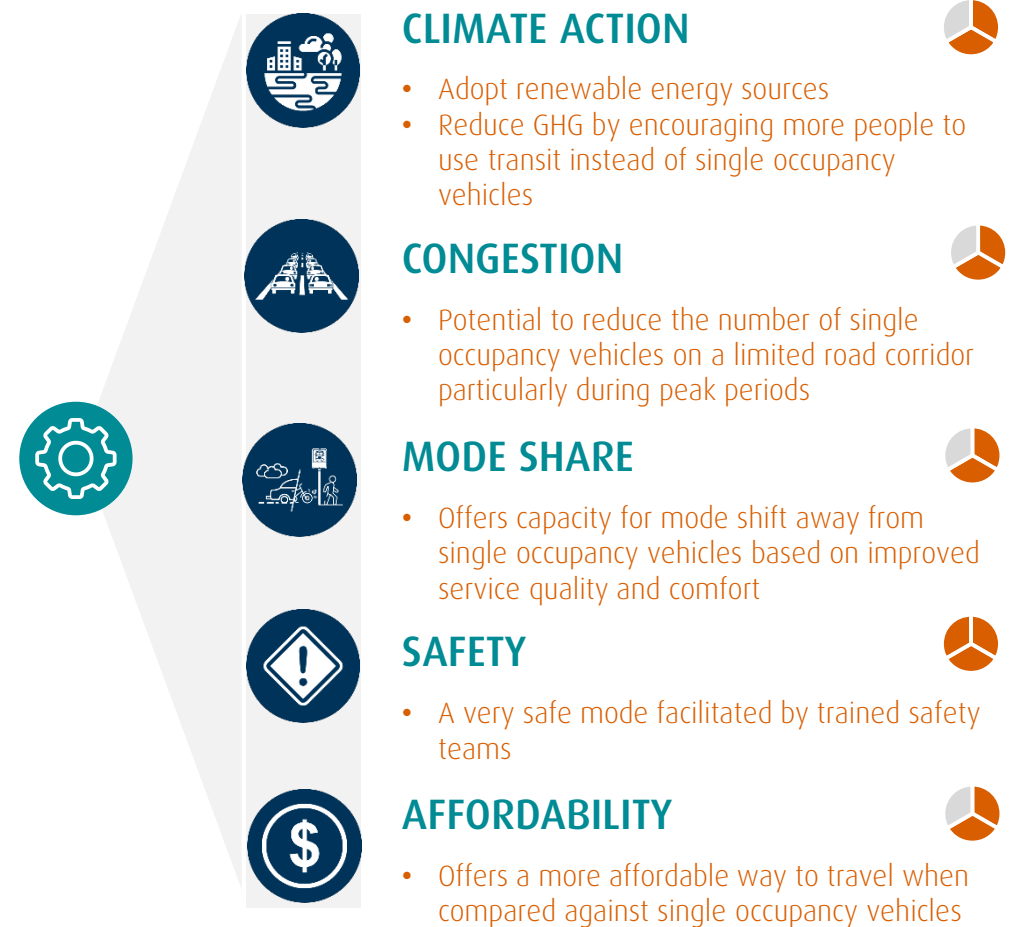 CLIMATE ACTION
• Adopt renewable energy sources
• Reduce GHG by encouraging more people to
use transit instead of single occupancy
vehicles
CONGESTION
• Potential to reduce the number of single
occupancy vehicles on a limited road corridor
particularly during peak periods
MODE SHARE
• Offers capacity for mode shift away from
single occupancy vehicles based on improved
service quality and comfort
SAFETY
• A very safe mode facilitated by trained safety
teams
AFFORDABILITY
$
• Offers a more affordable way to travel when
compared against single occupancy vehicles